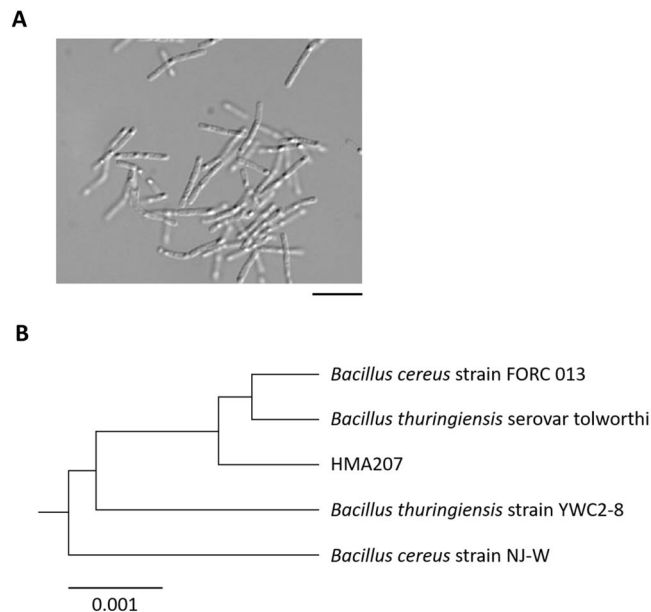 A
B
Bacillus cereus strain FORC 013
Bacillus thuringiensis serovar tolworthi
HMA207
Bacillus thuringiensis strain YWC2-8
Bacillus cereus strain NJ-W
0.001